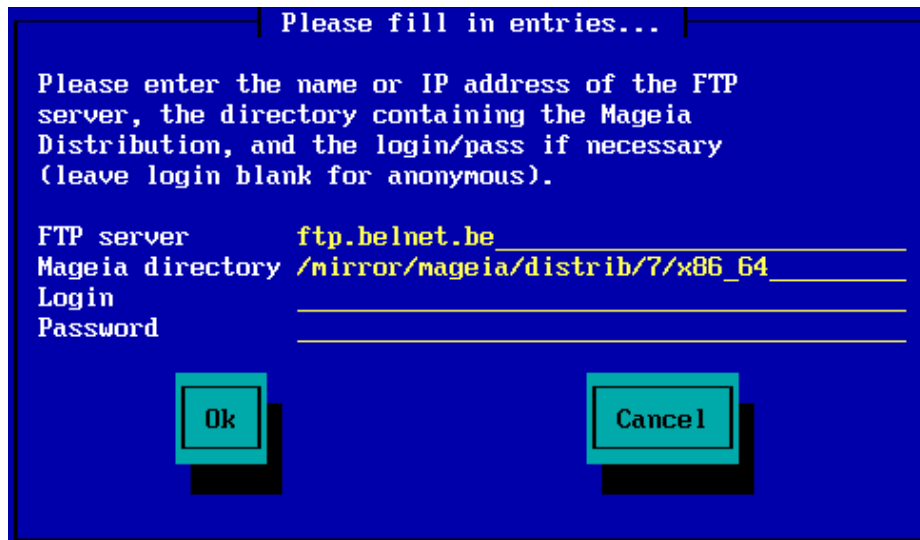 Please fill in entries...
Please enter the name or IP address of the FTP
server, the directory containing the Mageia
Distribution, and the login/pass if necessary
(leave login blank for anonymous).
FTP server ftp.belnet.be
Mageia directory /mirror/mageia/distrib/7/x86_64
Login
Password
Ok Cancel